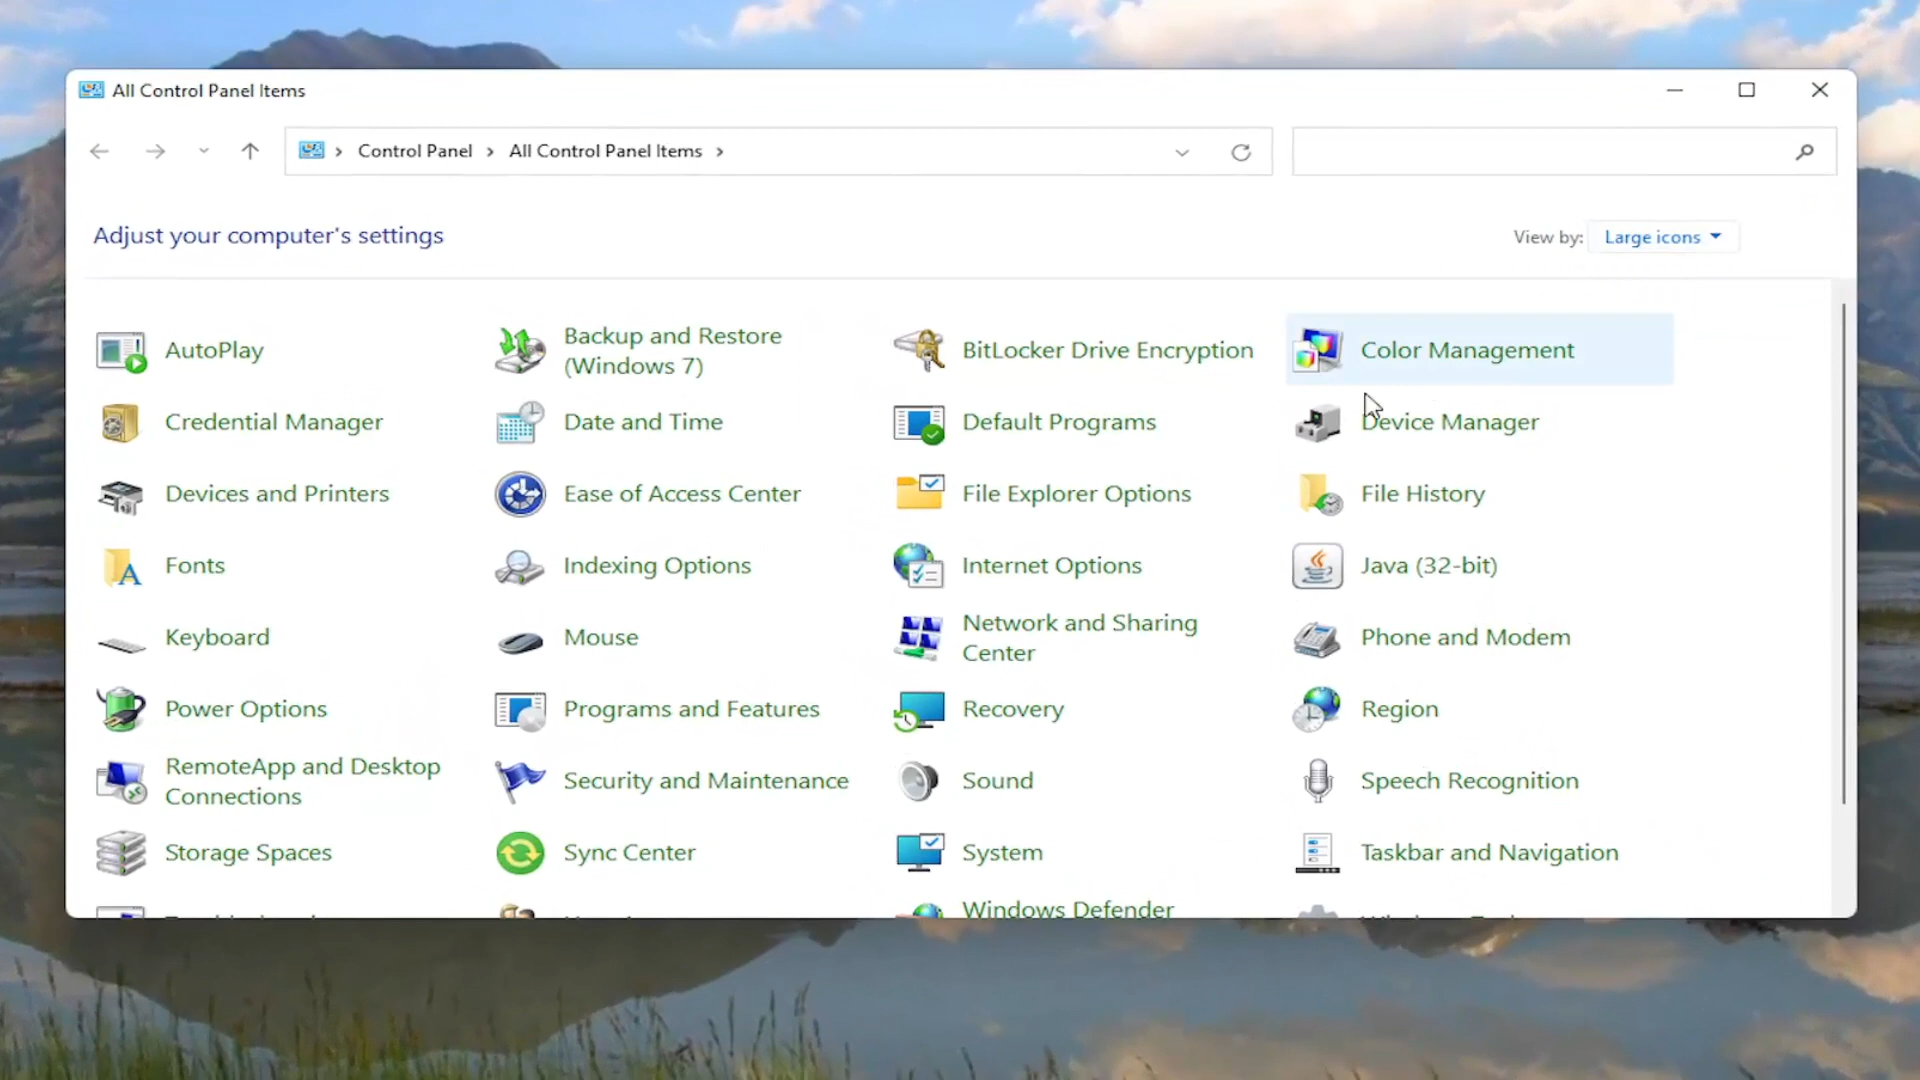 All Control Panel Items
Control Panel All Control Panel Items
Adjust your computer's settings
View by: Large icons
AutoPlay
Backup and Restore
(Windows 7)
BitLocker Drive Encryption
Color Management
Credential Manager
Date and Time
Default Programs
Device Manager
Devices and Printers
Ease of Access Center
File Explorer Options
File History
Fonts
Indexing Options
Internet Options
Java (32-bit)
Keyboard
Mouse
Network and Sharing
Center
Phone and Modem
Power Options
Programs and Features
Recovery
Region
RemoteApp and Desktop
Connections
Security and Maintenance
Sound
Speech Recognition
Storage Spaces
Sync Center
System
Taskbar and Navigation
Windows Defender